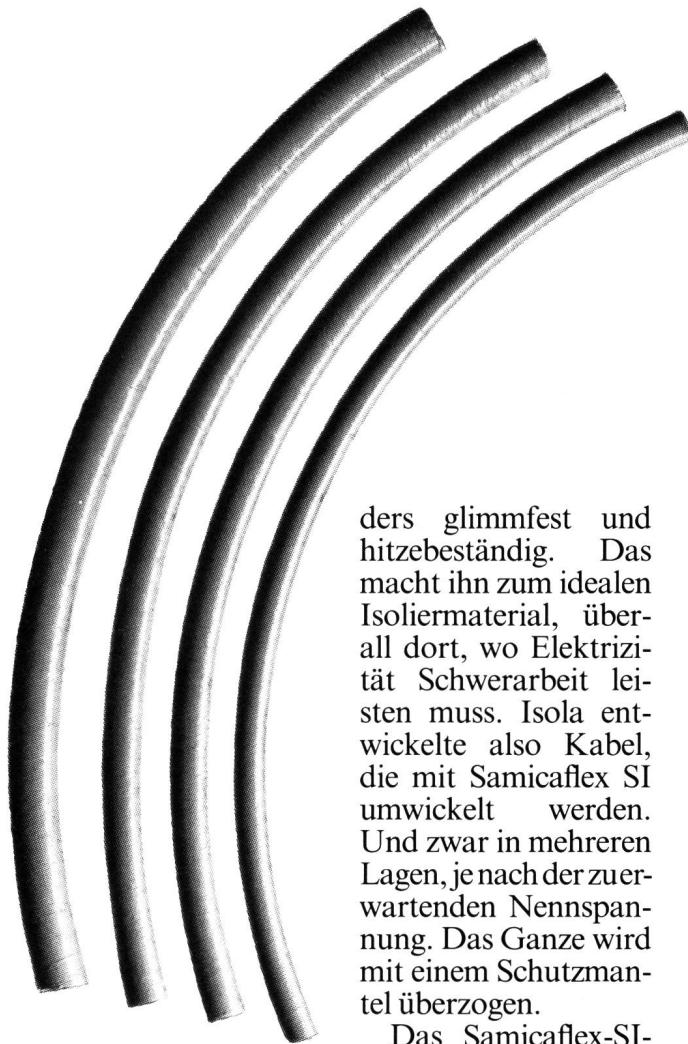 ders glimmfest und
hitzebeständig. Das
macht ihn zum idealen
Isoliermaterial, über-
all dort, wo Elektrizi-
tät Schwerarbeit lei-
sten muss. Isola ent-
wickelte also Kabel,
die mit Samicaflex SI
umwickelt werden.
Und zwar in mehreren
Lagen, je nach der zu er-
wartenden Nennspan-
nung. Das Ganze wird
mit einem Schutzman-
tel überzogen.
Das Samicaflex-SI-